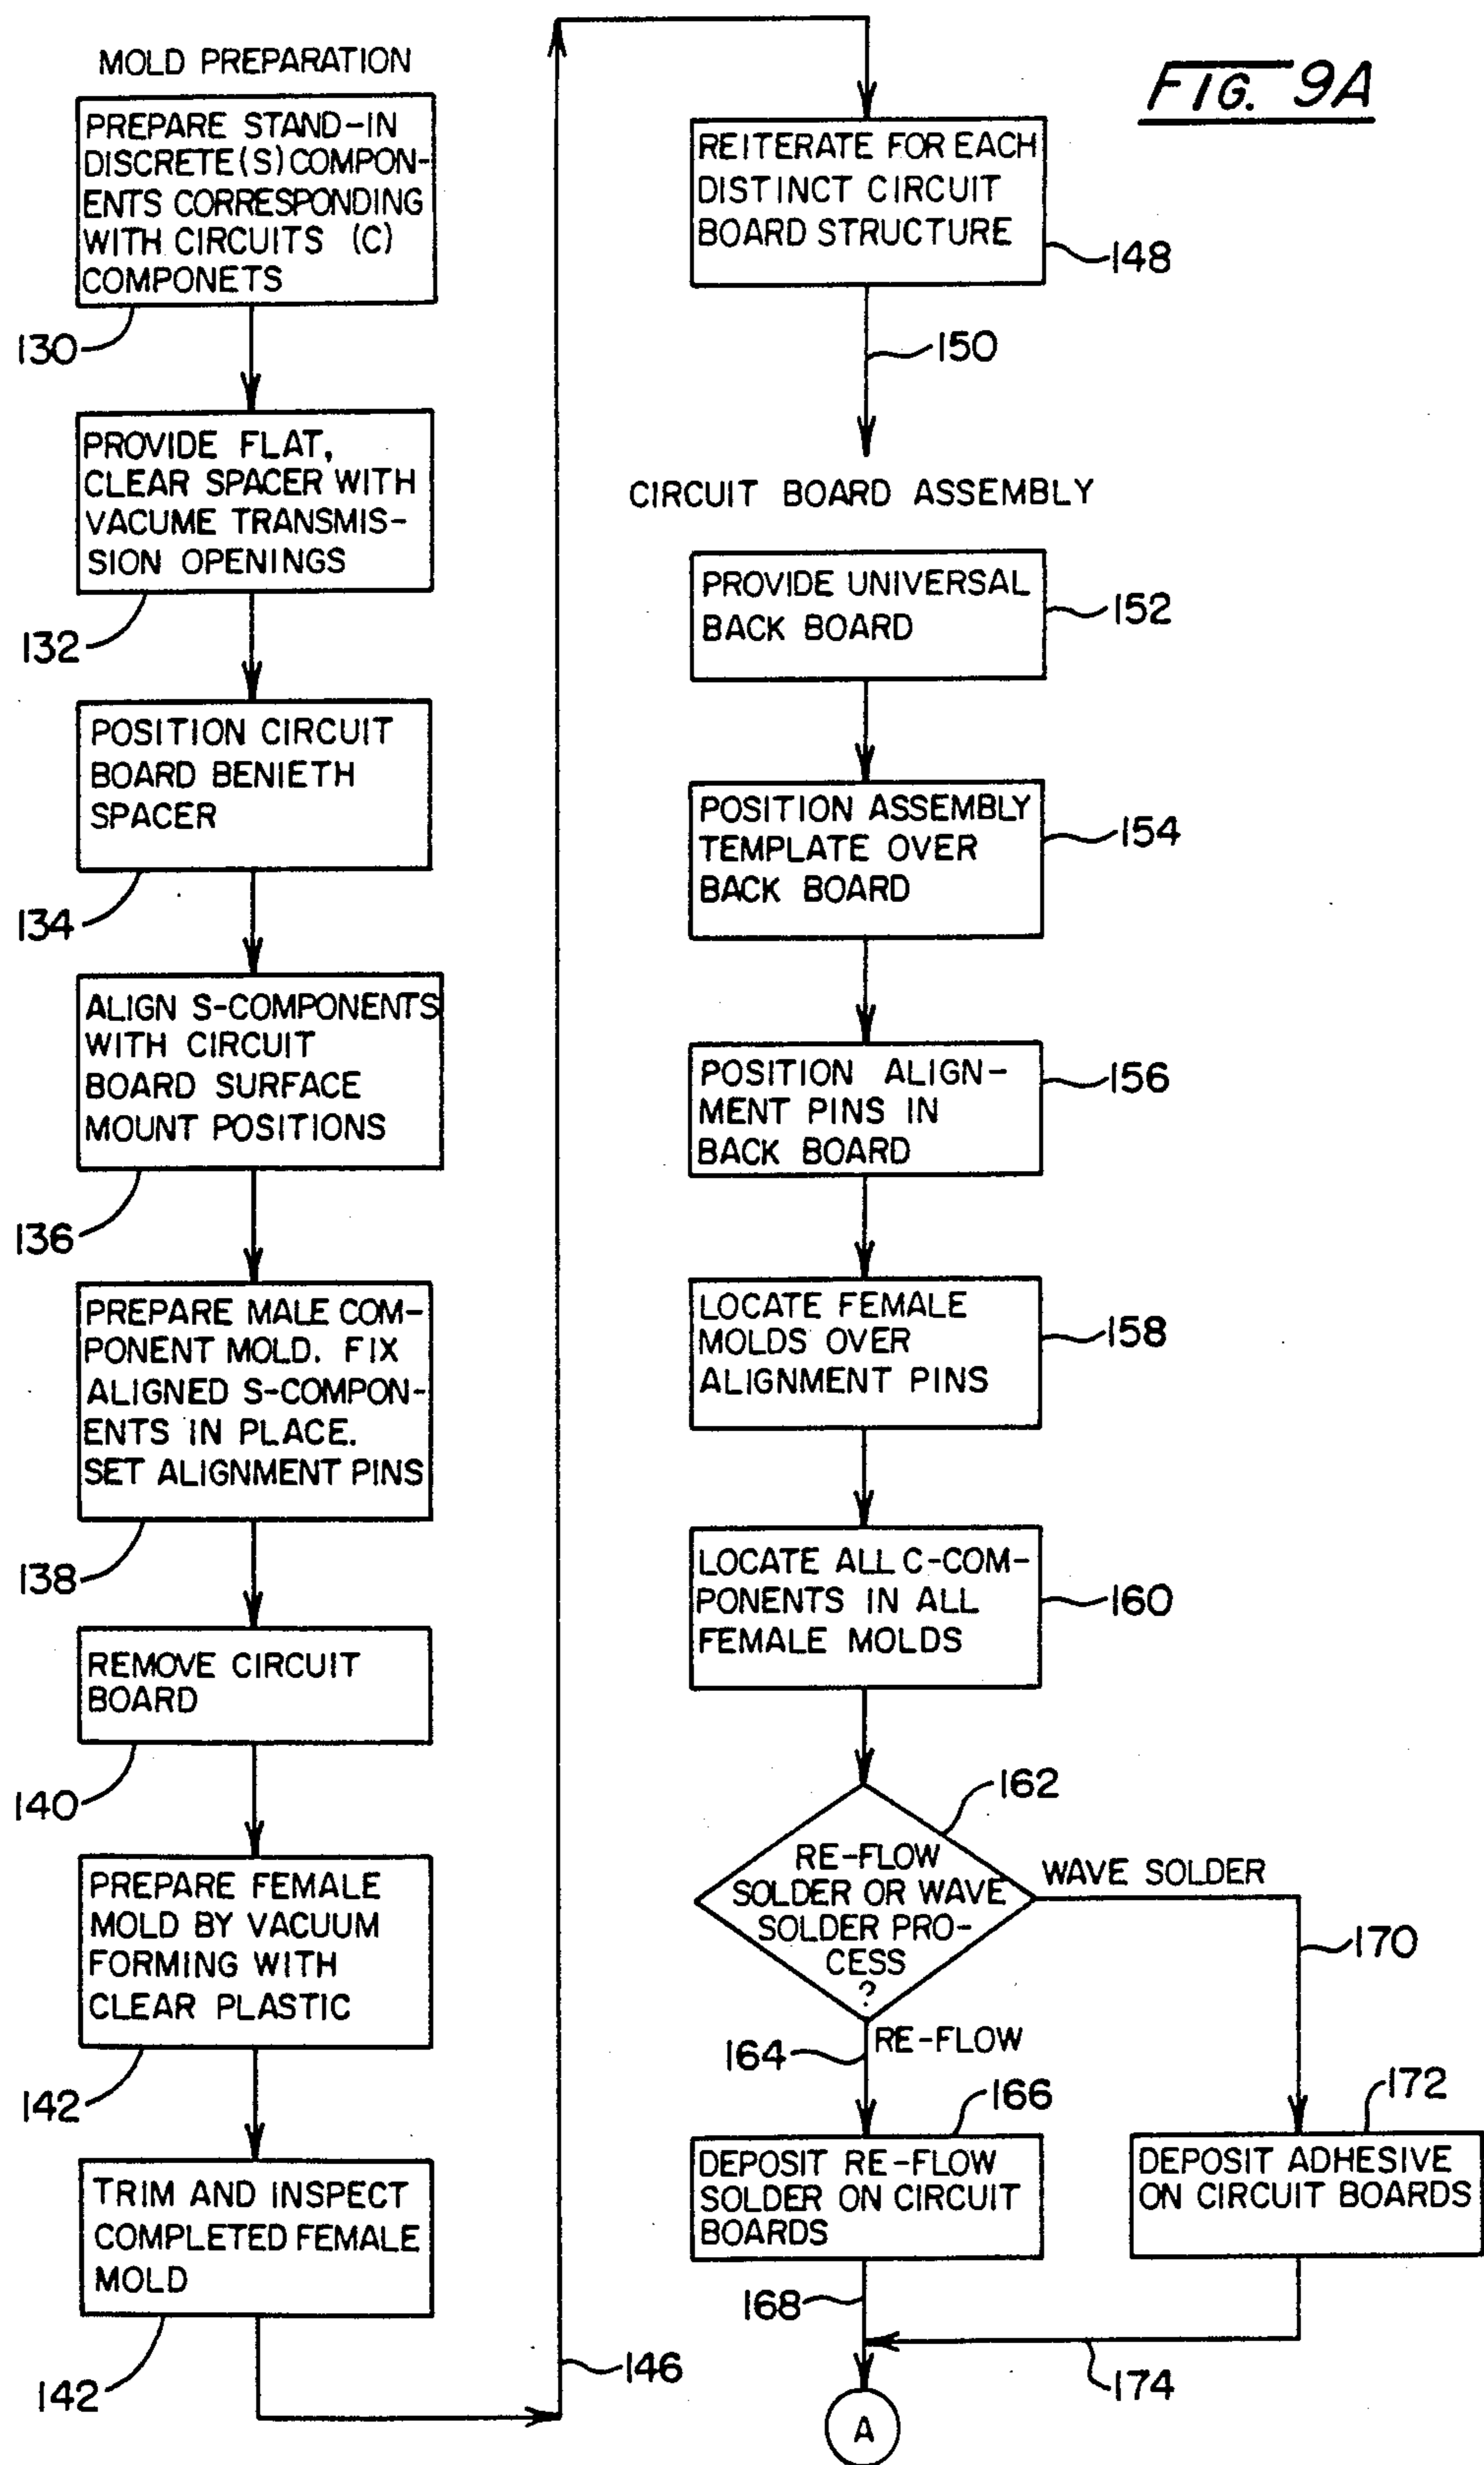 FIG. 9A
MOLD PREPARATION
PREPARE STAND-IN
DISCRETE(S) COMPON-
ENTS CORRESPONDING
WITH CIRCUITS (C)
COMPONETS
130
PROVIDE FLAT,
CLEAR SPACER WITH
VACUME TRANSMIS-
SION OPENINGS
132
POSITION CIRCUIT
BOARD BENIETH
SPACER
134
ALIGN S-COMPONENTS
WITH CIRCUIT
BOARD SURFACE
MOUNT POSITIONS
136
PREPARE MALE COM-
PONENT MOLD. FIX
ALIGNED S-COMPON-
ENTS IN PLACE.
SET ALIGNMENT PINS
138
REMOVE CIRCUIT
BOARD
140
PREPARE FEMALE
MOLD BY VACUUM
FORMING WITH
CLEAR PLASTIC
142
TRIM AND INSPECT
COMPLETED FEMALE
MOLD
142
146
REITERATE FOR EACH
DISTINCT CIRCUIT
BOARD STRUCTURE
148
150
CIRCUIT BOARD ASSEMBLY
PROVIDE UNIVERSAL
BACK BOARD
152
POSITION ASSEMBLY
TEMPLATE OVER
BACK BOARD
154
POSITION ALIGN-
MENT PINS IN
BACK BOARD
156
LOCATE FEMALE
MOLDS OVER
ALIGNMENT PINS
158
LOCATE ALL C-COM-
PONENTS IN ALL
FEMALE MOLDS
160
162
RE-FLOW
SOLDER OR WAVE
SOLDER PRO-
CESS
?
WAVE SOLDER
170
164
RE-FLOW
166
DEPOSIT RE-FLOW
SOLDER ON CIRCUIT
BOARDS
168
172
DEPOSIT ADHESIVE
ON CIRCUIT BOARDS
174
A